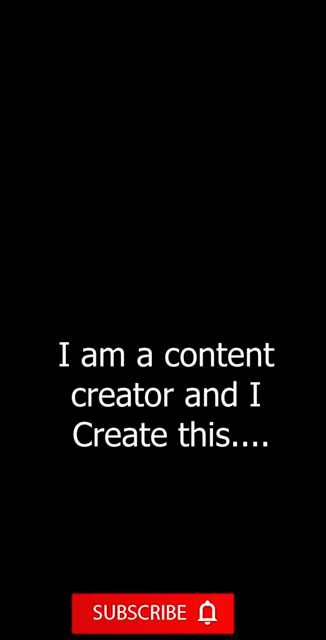 I am a content
creator and I
Create this....
SUBSCRIBE